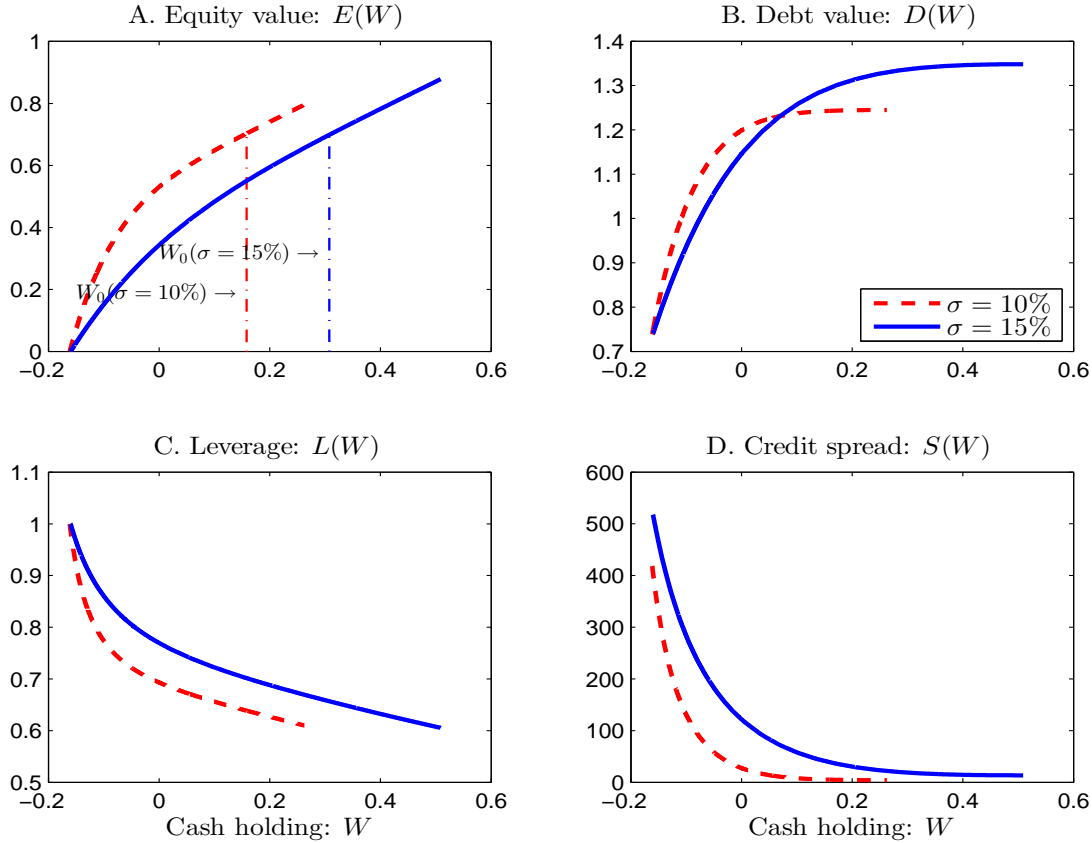 A. Equity value: E(W)
1
0.8
0.6
0.4
0.2
0
−0.2 0 0.2 0.4 0.6
W₀(σ = 15%) →
W₀(σ = 10%) →
B. Debt value: D(W)
1.4
1.3
1.2
1.1
1
0.9
0.8
0.7
−0.2 0 0.2 0.4 0.6
σ = 10%
σ = 15%
C. Leverage: L(W)
1.1
1
0.9
0.8
0.7
0.6
0.5
−0.2 0 0.2 0.4 0.6
Cash holding: W
D. Credit spread: S(W)
600
500
400
300
200
100
0
−0.2 0 0.2 0.4 0.6
Cash holding: W